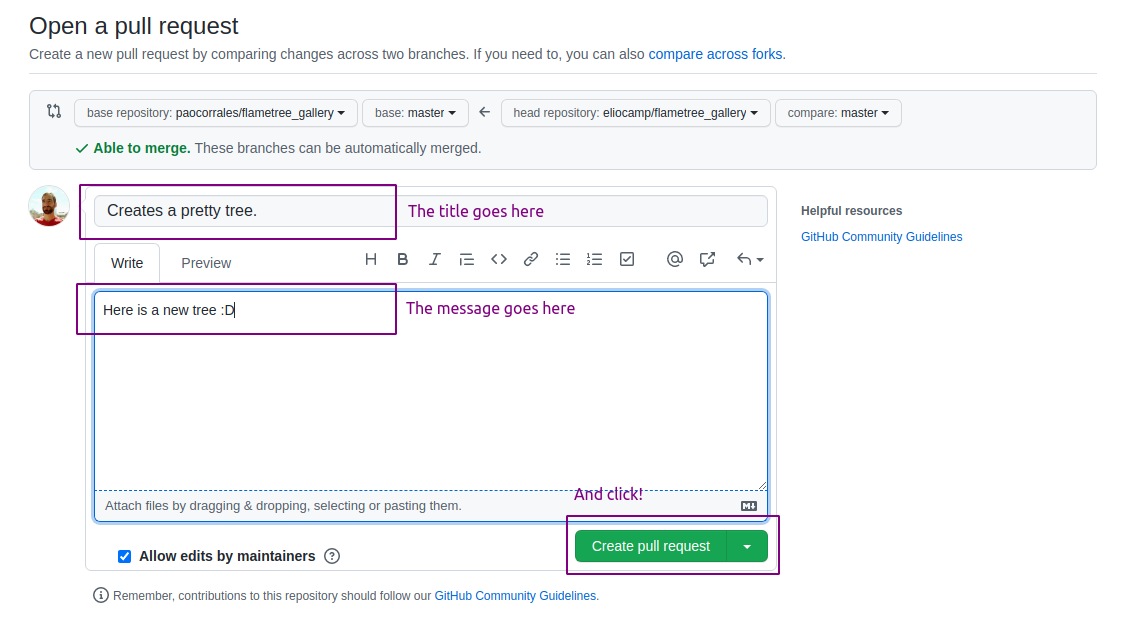 Open a pull request
Create a new pull request by comparing changes across two branches. If you need to, you can also compare across forks.
base repository: paocorrales/flametree_gallery base: master ← head repository: eliocamp/flametree_gallery compare: master
Able to merge. These branches can be automatically merged.
Creates a pretty tree. The title goes here
Helpful resources
GitHub Community Guidelines
Write Preview
Here is a new tree :D The message goes here
And click!
Attach files by dragging & dropping, selecting or pasting them.
Create pull request
Allow edits by maintainers
Remember, contributions to this repository should follow our GitHub Community Guidelines.